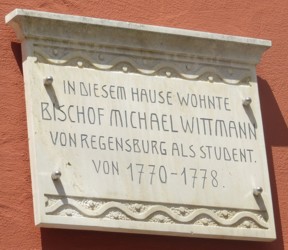 IN DIESEM HAUSE WOHNTE
BISCHOF MICHAEL WITTMANN
VON REGENSBURG ALS STUDENT.
VON 1770-1778.